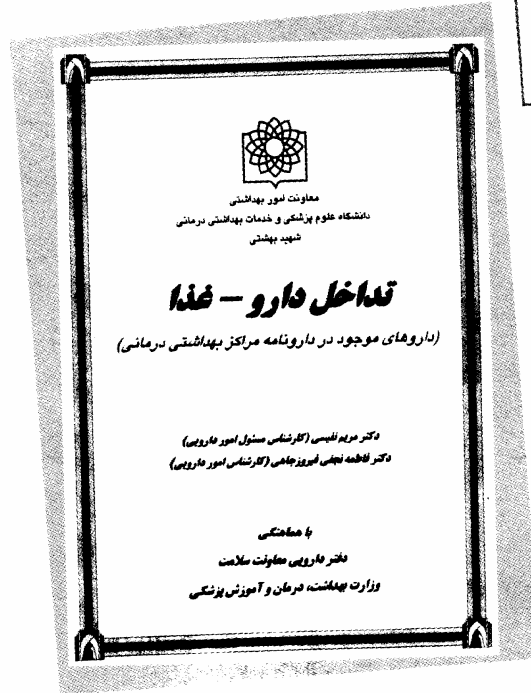 معاونت امور بهداشتی
دانشگاه علوم پزشکی و خدمات بهداشتی درمانی
شهید بهشتی
تداخل دارو – غذا
(داروهای موجود در دارونامه مراکز بهداشتی درمانی)
دکتر مریم نفیسی (کارشناس مسئول امور دارویی)
دکتر فاطمه نجفی فیروزجاهی (کارشناس امور دارویی)
با هماهنگی
دفتر دارویی معاونت سلامت
وزارت بهداشت، درمان و آموزش پزشکی